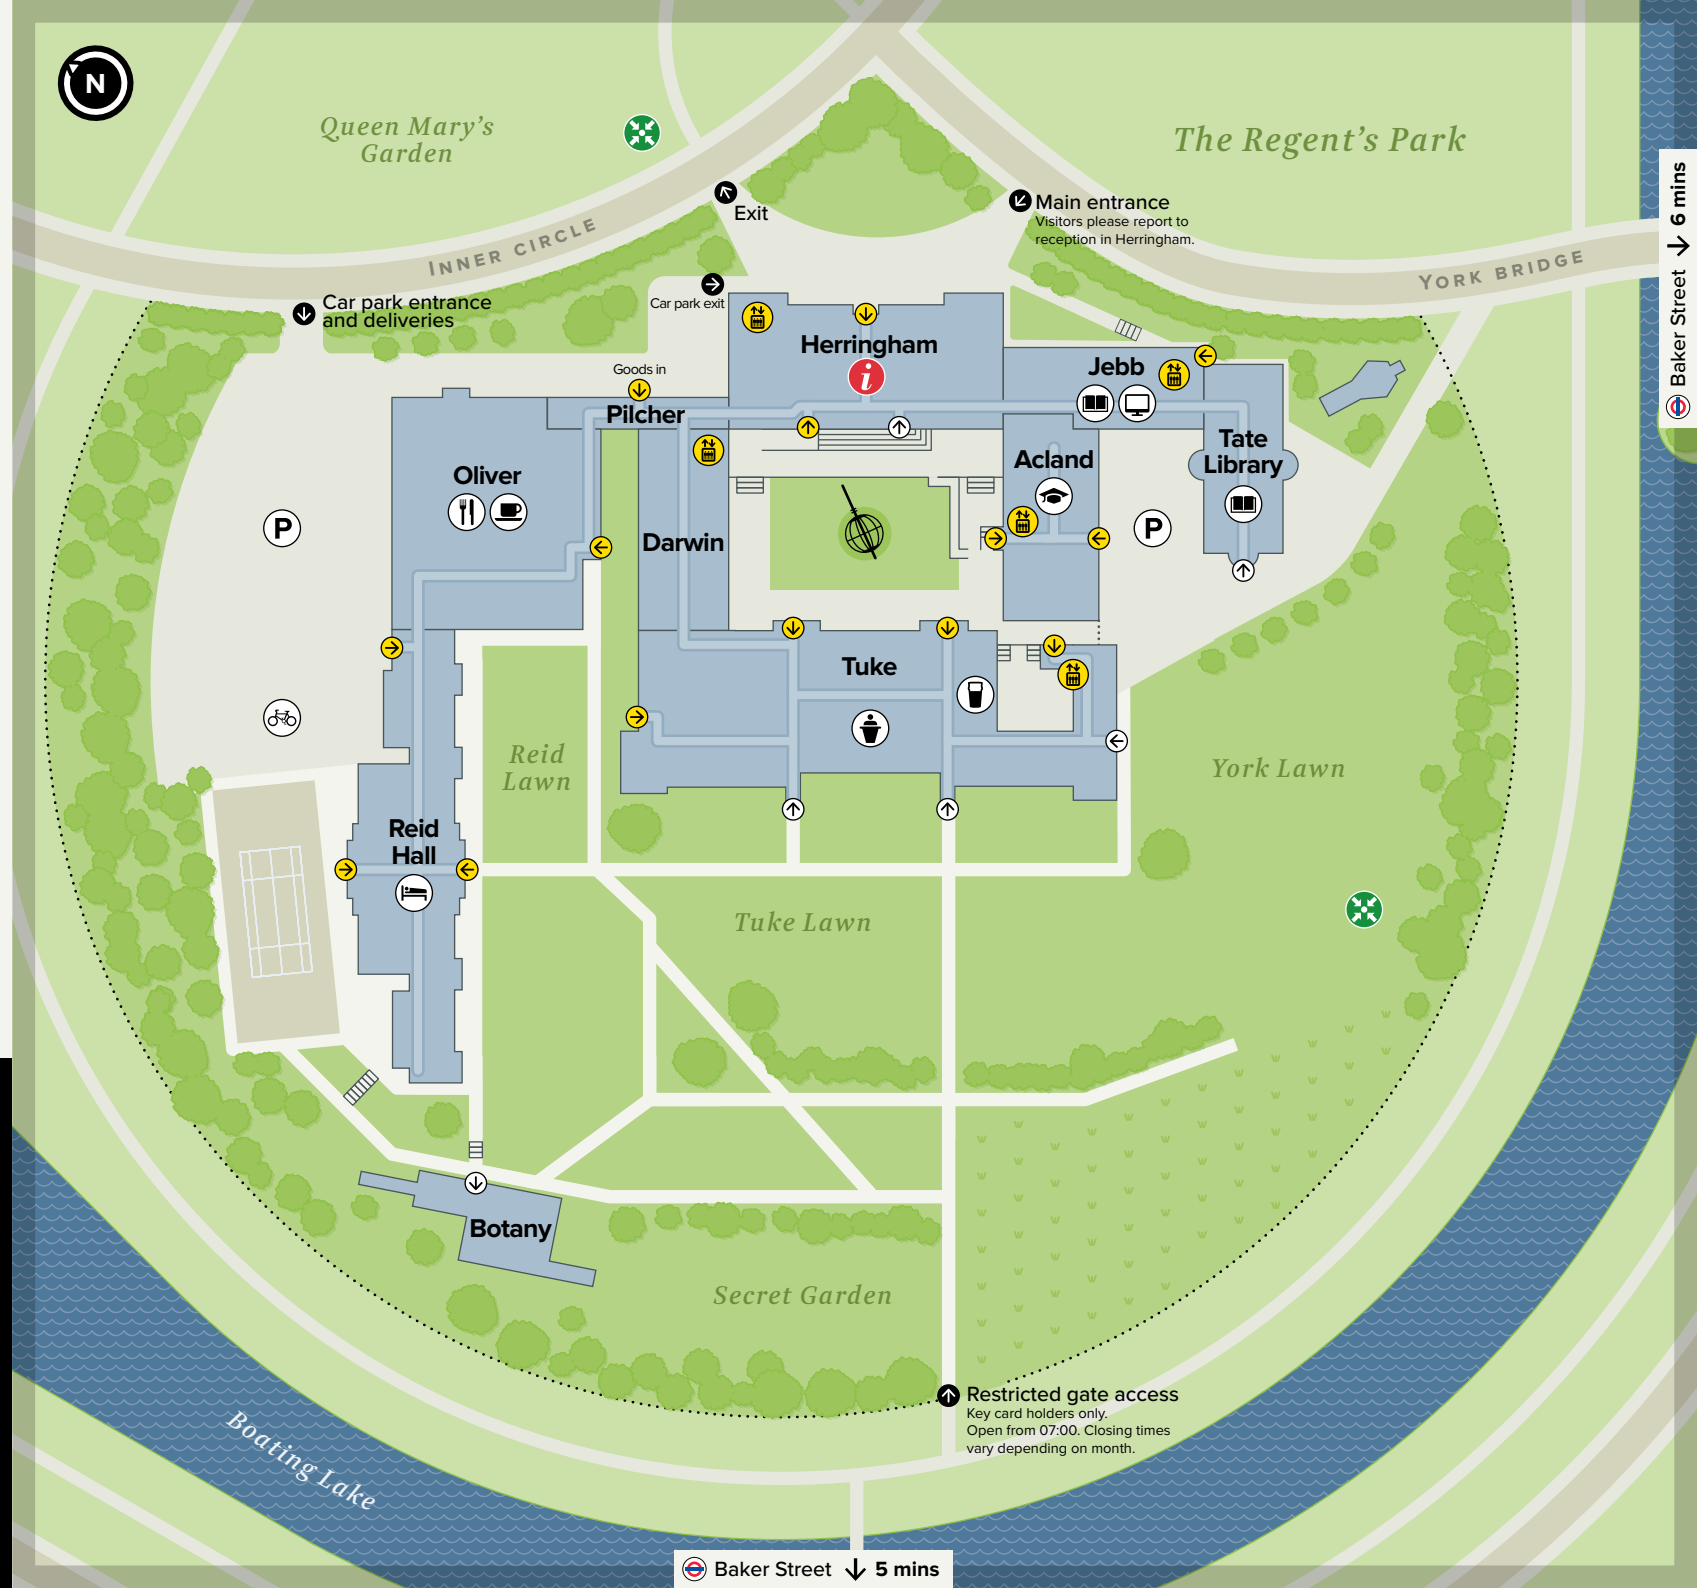 N
Queen Mary's
Garden
The Regent's Park
Exit
Main entrance
Visitors please report to
reception in Herringham.
INNER CIRCLE
YORK BRIDGE
Baker Street → 6 mins
Car park entrance
and deliveries
Car park exit
Herringham
i
Goods in
Pilcher
Jebb
Oliver
Acland
Tate
Library
P
Darwin
P
Tuke
Reid
Lawn
York Lawn
Reid
Hall
Tuke Lawn
Botany
Secret Garden
Restricted gate access
Key card holders only.
Open from 07:00. Closing times
vary depending on month.
Boating Lake
Baker Street ↓ 5 mins